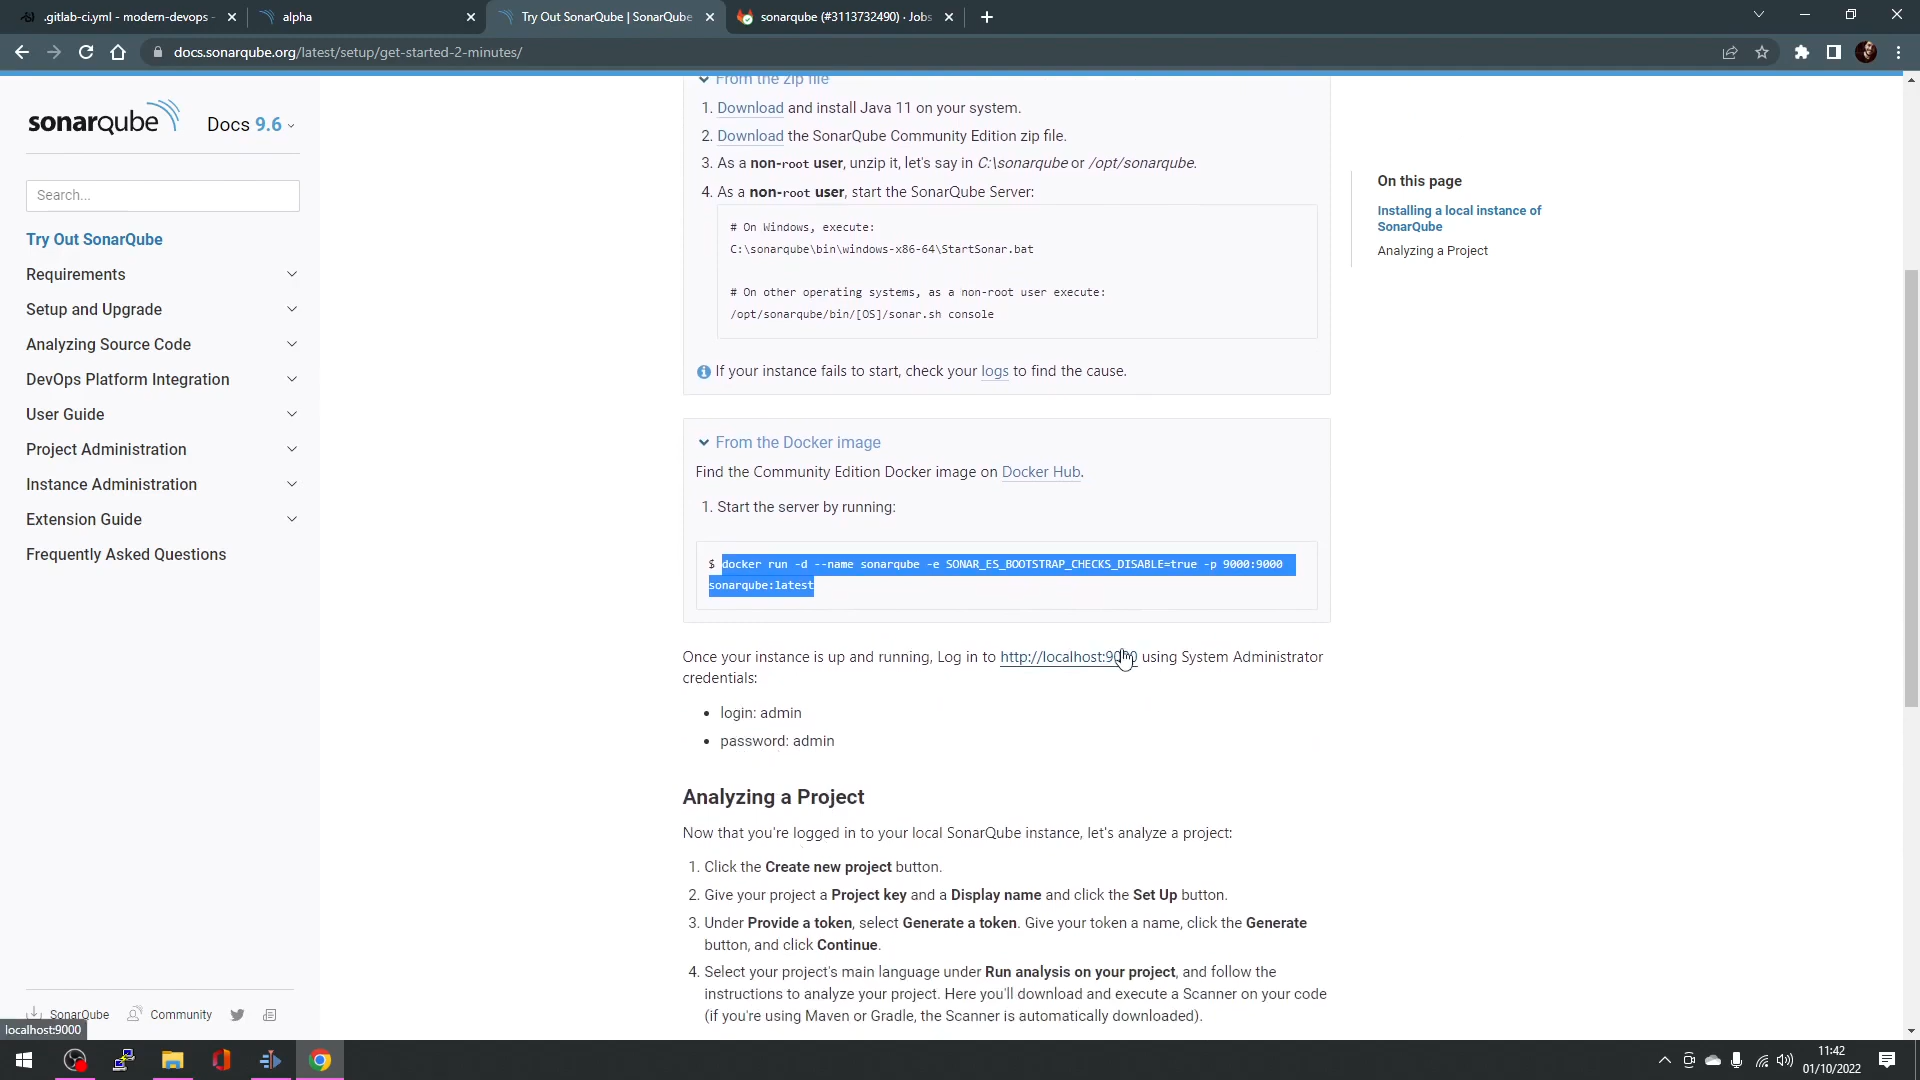 .gitlab-ci.yml - modern-devops -
alpha
Try Out SonarQube | SonarQube
sonarqube (#3113732490) · Jobs
docs.sonarqube.org/latest/setup/get-started-2-minutes/
sonarqube
Docs 9.6
Search...
Try Out SonarQube
Requirements
Setup and Upgrade
Analyzing Source Code
DevOps Platform Integration
User Guide
Project Administration
Instance Administration
Extension Guide
Frequently Asked Questions
SonarQube
Community
localhost:9000
From the zip file
1. Download and install Java 11 on your system.
2. Download the SonarQube Community Edition zip file.
3. As a non-root user, unzip it, let's say in C:\sonarqube or /opt/sonarqube.
4. As a non-root user, start the SonarQube Server:
# On Windows, execute:
C:\sonarqube\bin\windows-x86-64\StartSonar.bat
# On other operating systems, as a non-root user execute:
/opt/sonarqube/bin/[OS]/sonar.sh console
If your instance fails to start, check your logs to find the cause.
From the Docker image
Find the Community Edition Docker image on Docker Hub.
1. Start the server by running:
$ docker run -d --name sonarqube -e SONAR_ES_BOOTSTRAP_CHECKS_DISABLE=true -p 9000:9000
sonarqube:latest
Once your instance is up and running, Log in to http://localhost:9000 using System Administrator
credentials:
• login: admin
• password: admin
Analyzing a Project
Now that you're logged in to your local SonarQube instance, let's analyze a project:
1. Click the Create new project button.
2. Give your project a Project key and a Display name and click the Set Up button.
3. Under Provide a token, select Generate a token. Give your token a name, click the Generate
button, and click Continue.
4. Select your project's main language under Run analysis on your project, and follow the
instructions to analyze your project. Here you'll download and execute a Scanner on your code
(if you're using Maven or Gradle, the Scanner is automatically downloaded).
On this page
Installing a local instance of
SonarQube
Analyzing a Project
11:42
01/10/2022